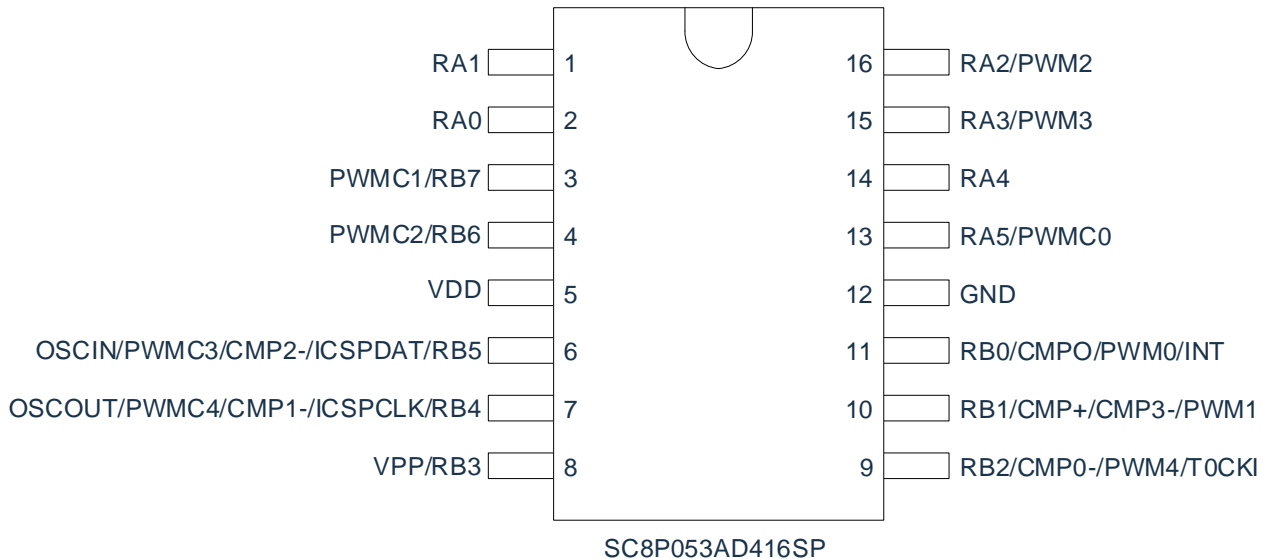 RA1 1 16 RA2/PWM2
RA0 2 15 RA3/PWM3
PWMC1/RB7 3 14 RA4
PWMC2/RB6 4 13 RA5/PWMC0
VDD 5 12 GND
OSCIN/PWMC3/CMP2-/ICSPDAT/RB5 6 11 RB0/CMPO/PWM0/INT
OSCOUT/PWMC4/CMP1-/ICSPCLK/RB4 7 10 RB1/CMP+/CMP3-/PWM1
VPP/RB3 8 9 RB2/CMP0-/PWM4/T0CKI
SC8P053AD416SP